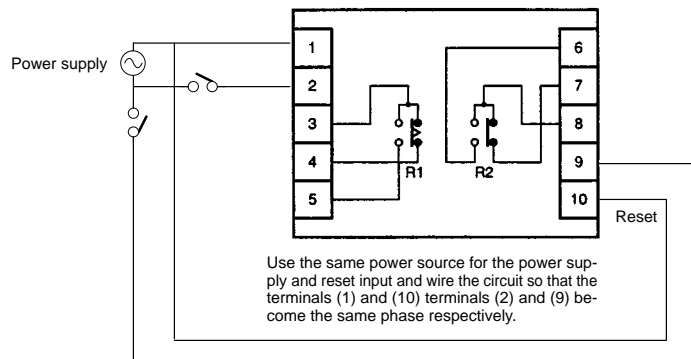 Power supply
1
2
3
4
5
6
7
8
9
10
R1
R2
Reset
Use the same power source for the power sup-
ply and reset input and wire the circuit so that the
terminals (1) and (10) terminals (2) and (9) be-
come the same phase respectively.